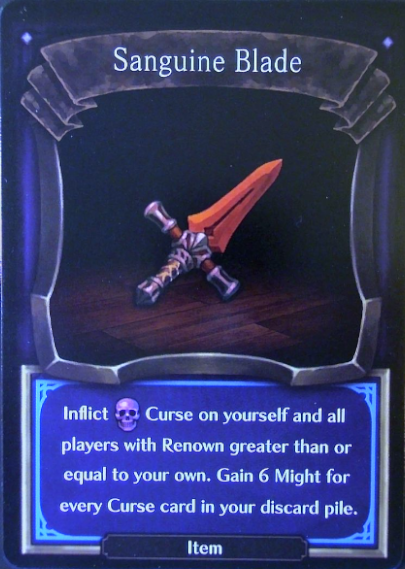 Sanguine Blade
Inflict Curse on yourself and all
players with Renown greater than or
equal to your own. Gain 6 Might for
every Curse card in your discard pile.
Item